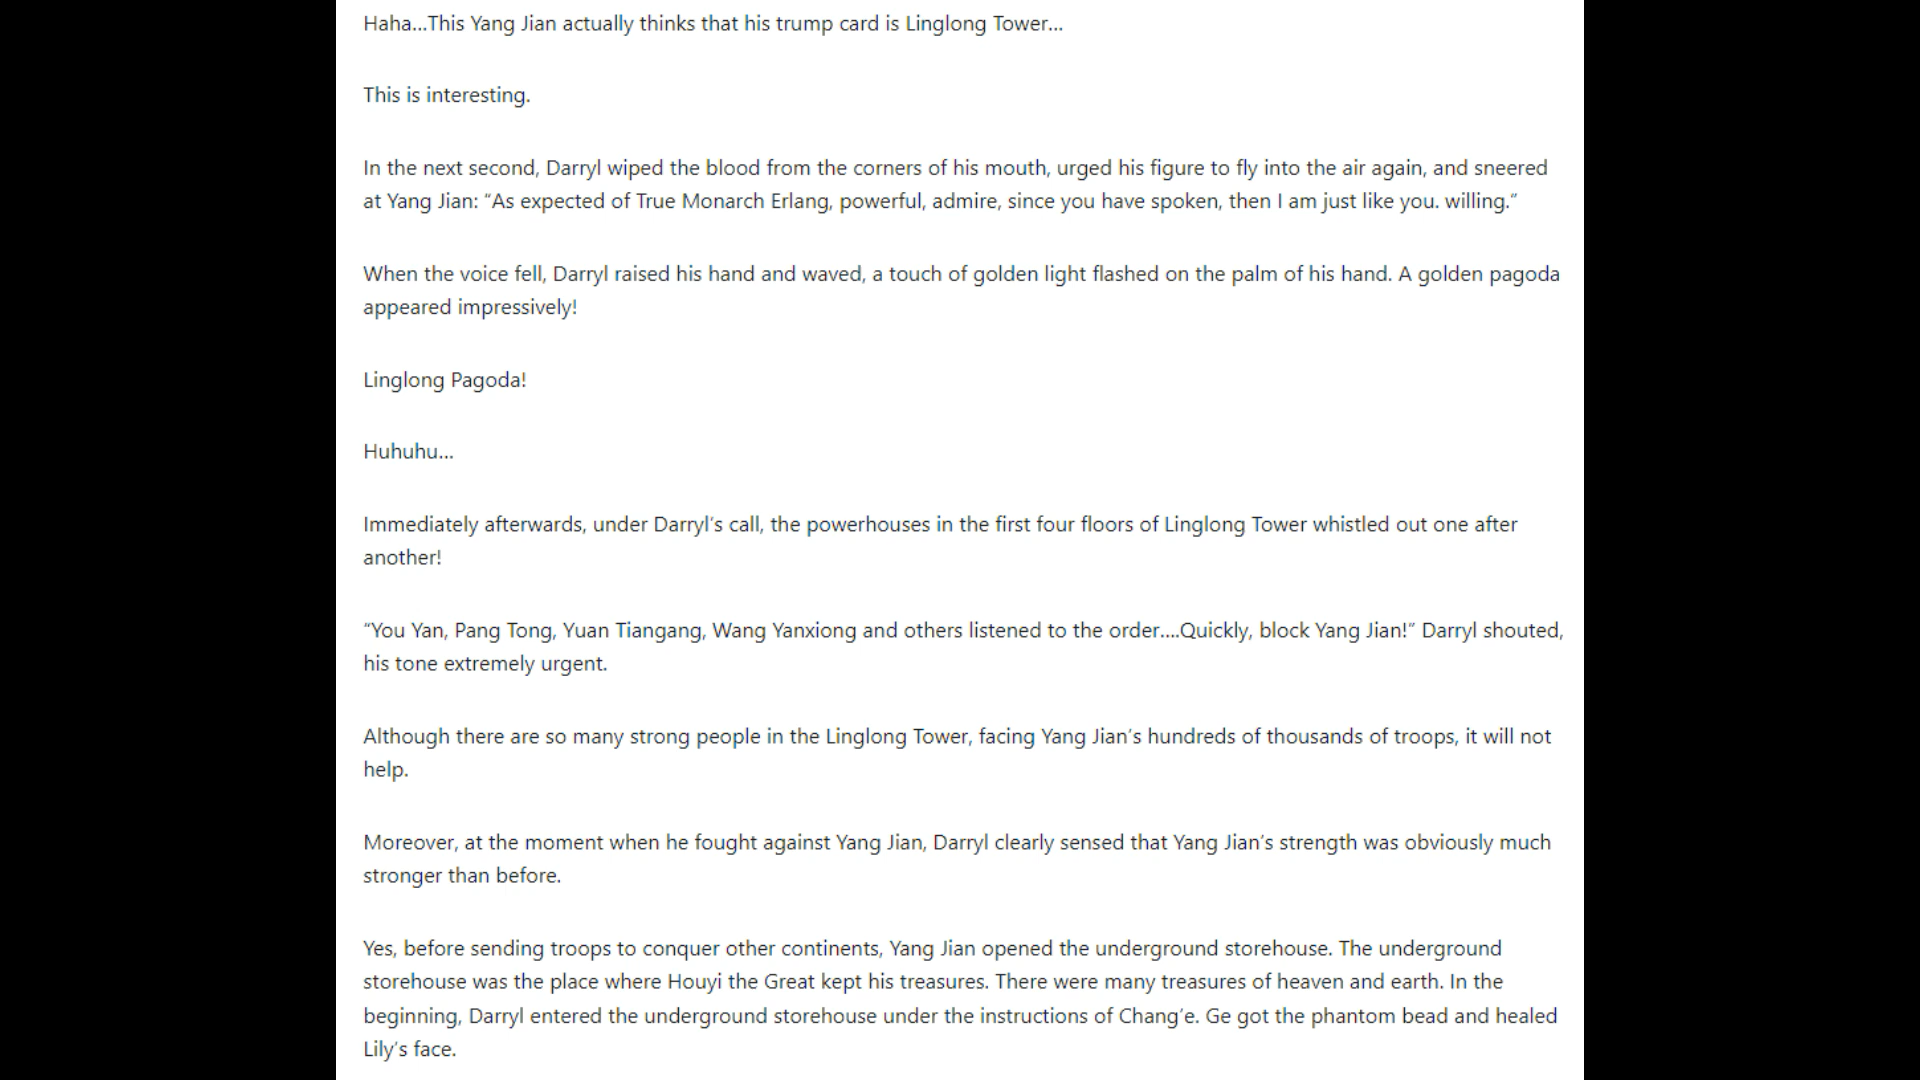 Haha...This Yang Jian actually thinks that his trump card is Linglong Tower...
This is interesting.
In the next second, Darryl wiped the blood from the corners of his mouth, urged his figure to fly into the air again, and sneered
at Yang Jian: “As expected of True Monarch Erlang, powerful, admire, since you have spoken, then I am just like you. willing.”
When the voice fell, Darryl raised his hand and waved, a touch of golden light flashed on the palm of his hand. A golden pagoda
appeared impressively!
Linglong Pagoda!
Huhuhu...
Immediately afterwards, under Darryl’s call, the powerhouses in the first four floors of Linglong Tower whistled out one after
another!
“You Yan, Pang Tong, Yuan Tiangang, Wang Yanxiong and others listened to the order....Quickly, block Yang Jian!” Darryl shouted,
his tone extremely urgent.
Although there are so many strong people in the Linglong Tower, facing Yang Jian’s hundreds of thousands of troops, it will not
help.
Moreover, at the moment when he fought against Yang Jian, Darryl clearly sensed that Yang Jian’s strength was obviously much
stronger than before.
Yes, before sending troops to conquer other continents, Yang Jian opened the underground storehouse. The underground
storehouse was the place where Houyi the Great kept his treasures. There were many treasures of heaven and earth. In the
beginning, Darryl entered the underground storehouse under the instructions of Chang’e. Ge got the phantom bead and healed
Lily’s face.